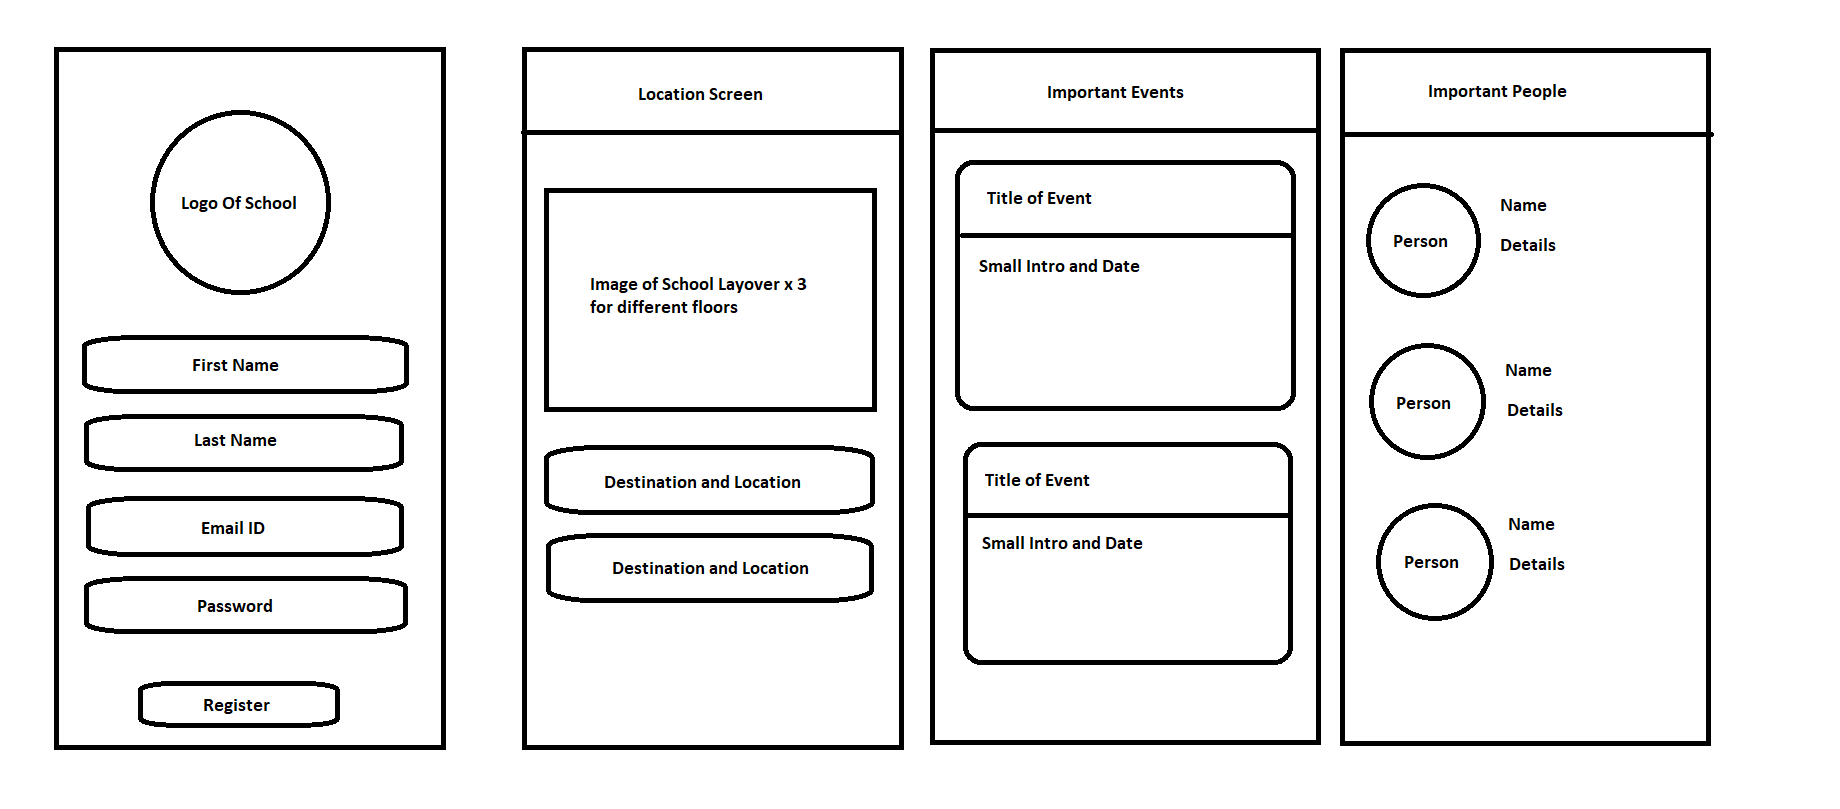 Logo Of School
First Name
Last Name
Email ID
Password
Register
Location Screen
Image of School Layover x 3
for different floors
Destination and Location
Destination and Location
Important Events
Title of Event
Small Intro and Date
Title of Event
Small Intro and Date
Important People
Person
Name
Details
Person
Name
Details
Person
Name
Details